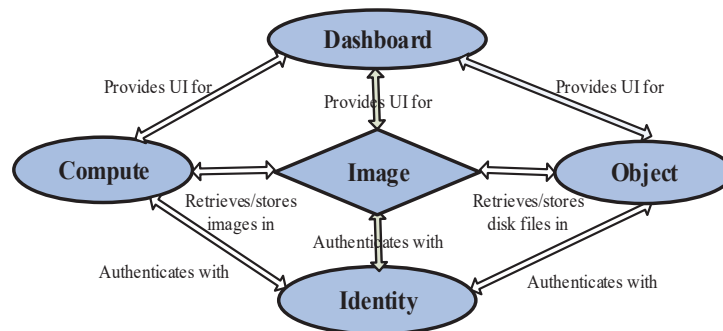 Dashboard
Provides UI for
Provides UI for
Provides UI for
Compute
Image
Object
Retrieves/stores
images in
Retrieves/stores
disk files in
Authenticates with
Authenticates with
Authenticates with
Identity